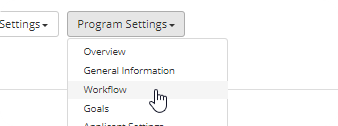 Settings Program Settings
Overview
General Information
Workflow
Goals
Applicant Settings